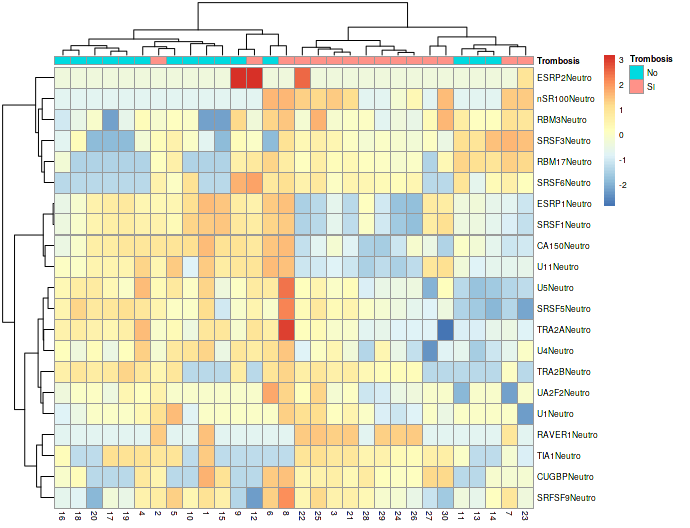 Trombosis
3
2
1
0
-1
-2
Trombosis
No
SI
ESRP2Neutro
nSR100Neutro
RBM3Neutro
SRSF3Neutro
RBM17Neutro
SRSF6Neutro
ESRP1Neutro
SRSF1Neutro
CA150Neutro
U11Neutro
U5Neutro
SRSF5Neutro
TRA2ANeutro
U4Neutro
TRA2BNeutro
UA2F2Neutro
U1Neutro
RAVER1Neutro
TIA1Neutro
CUGBPNeutro
SRFSF9Neutro
16 18 20 17 19 4 2 5 10 1 15 9 12 6 8 22 25 3 21 28 29 24 26 27 30 11 13 14 7 23